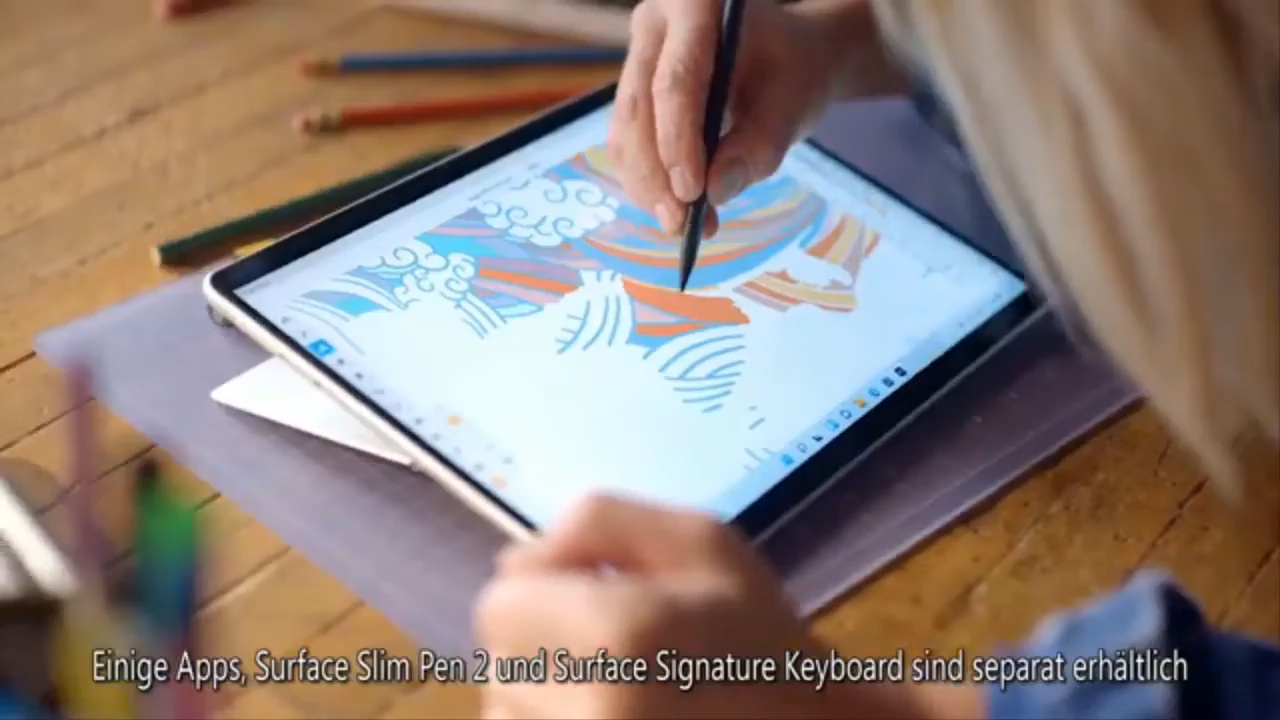 Einige Apps, Surface Slim Pen 2 und Surface Signature Keyboard sind separat erhältlich